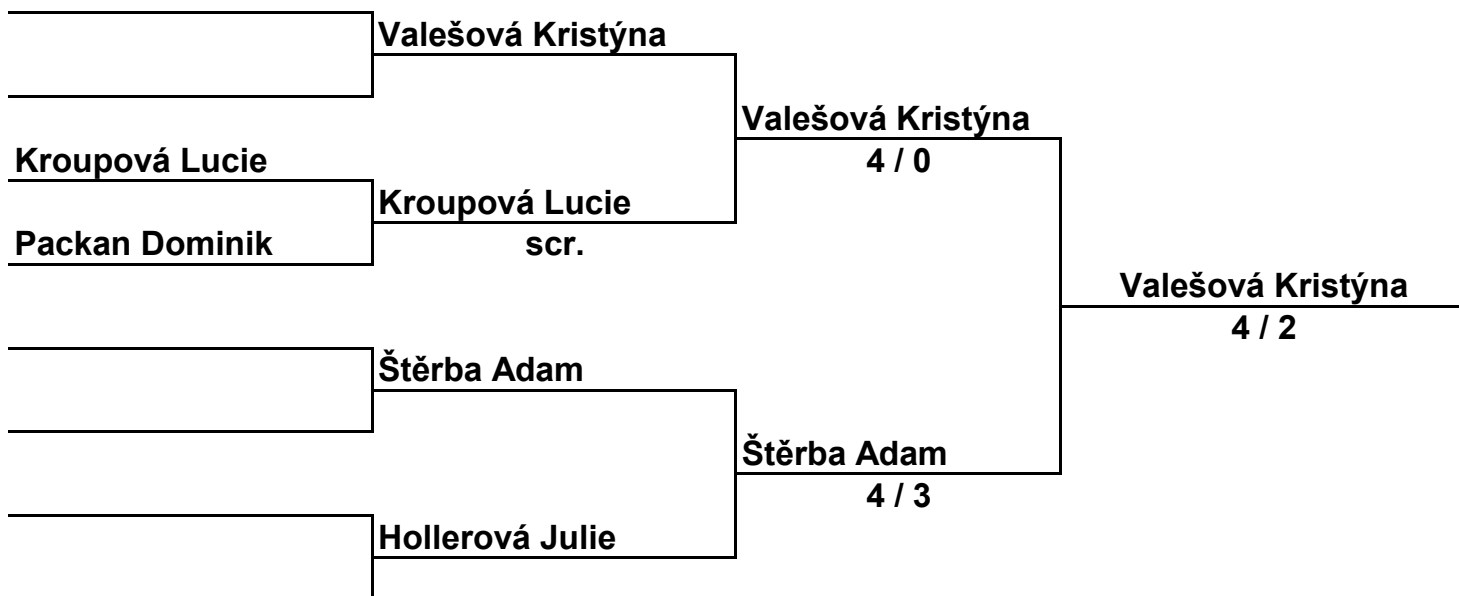 Valešová Kristýna
Valešová Kristýna
Kroupová Lucie
4 / 0
Kroupová Lucie
Packan Dominik
scr.
Valešová Kristýna
4 / 2
Štěrba Adam
Štěrba Adam
4 / 3
Hollerová Julie